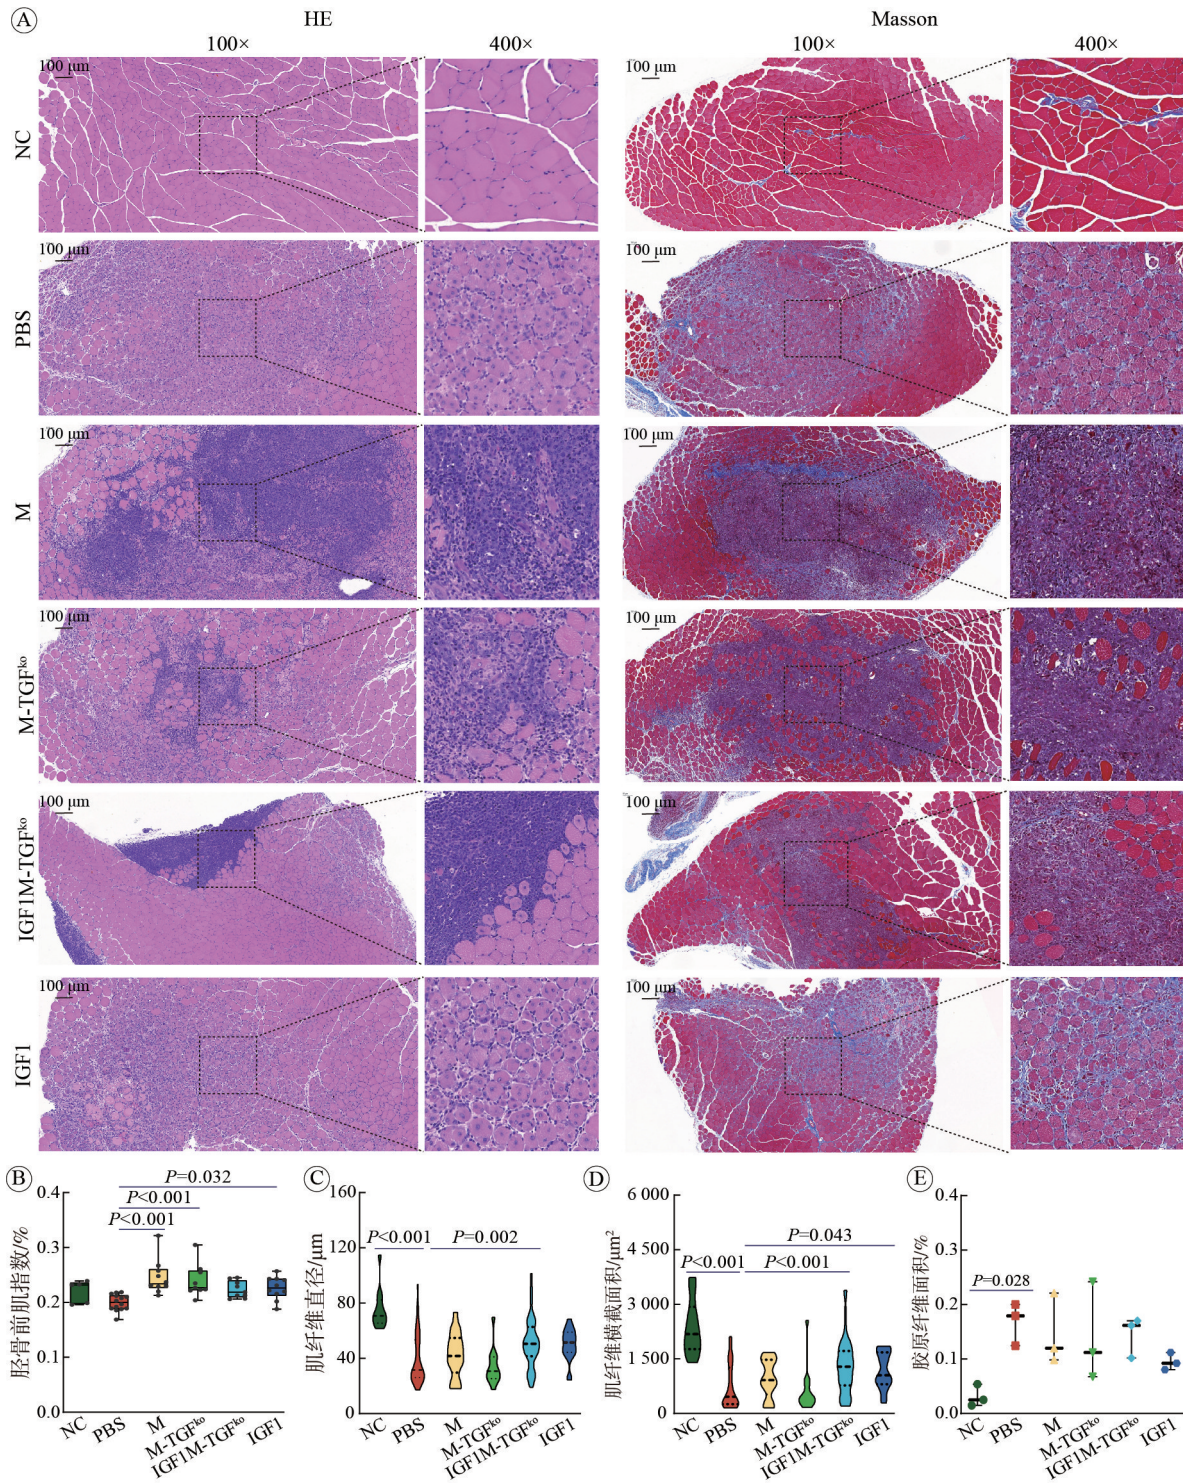 A
HE
Masson
100×
400×
100×
400×
NC
100 μm
100 μm
PBS
100 μm
100 μm
M
100 μm
100 μm
M-TGFᵏᵒ
100 μm
100 μm
IGF1M-TGFᵏᵒ
100 μm
100 μm
IGF1
100 μm
100 μm
B
胫骨前肌指数/%
0.4
0.3
0.2
0.1
0.0
P=0.032
P<0.001
P<0.001
NC
PBS
M
M-TGFᵏᵒ
IGF1M-TGFᵏᵒ
IGF1
C
肌纤维直径/μm
160
120
80
40
0
P<0.001
P=0.002
NC
PBS
M
M-TGFᵏᵒ
IGF1M-TGFᵏᵒ
IGF1
D
肌纤维横截面积/μm²
6 000
4 500
3 000
1 500
0
P=0.043
P<0.001
P<0.001
NC
PBS
M
M-TGFᵏᵒ
IGF1M-TGFᵏᵒ
IGF1
E
胶原纤维面积/%
0.4
0.3
0.2
0.1
0.0
P=0.028
NC
PBS
M
M-TGFᵏᵒ
IGF1M-TGFᵏᵒ
IGF1